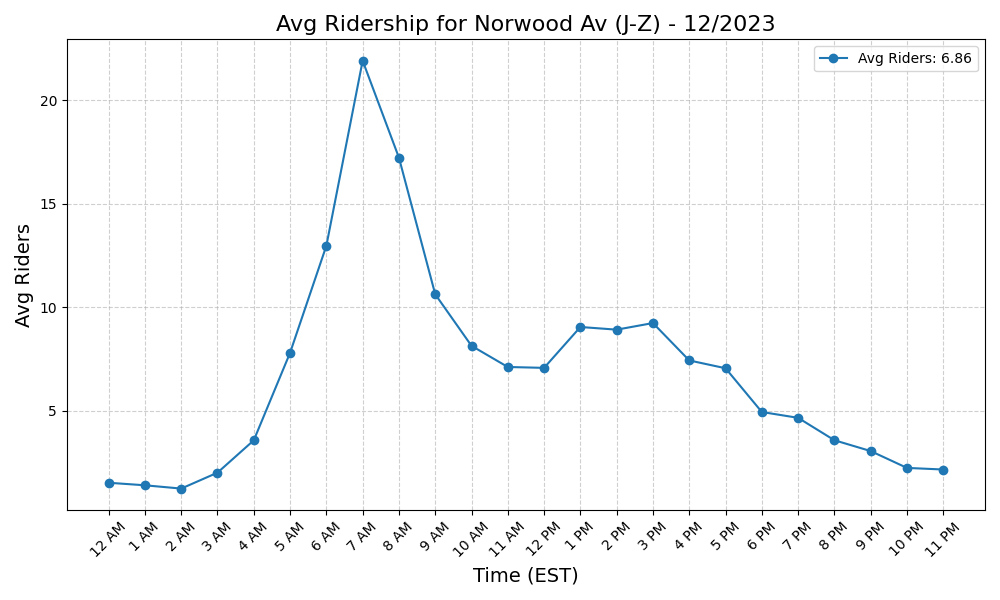 Avg Ridership for Norwood Av (J-Z) - 12/2023
Avg Riders: 6.86
Avg Riders
20
15
10
5
12 AM
1 AM
2 AM
3 AM
4 AM
5 AM
6 AM
7 AM
8 AM
9 AM
10 AM
11 AM
12 PM
1 PM
2 PM
3 PM
4 PM
5 PM
6 PM
7 PM
8 PM
9 PM
10 PM
11 PM
Time (EST)